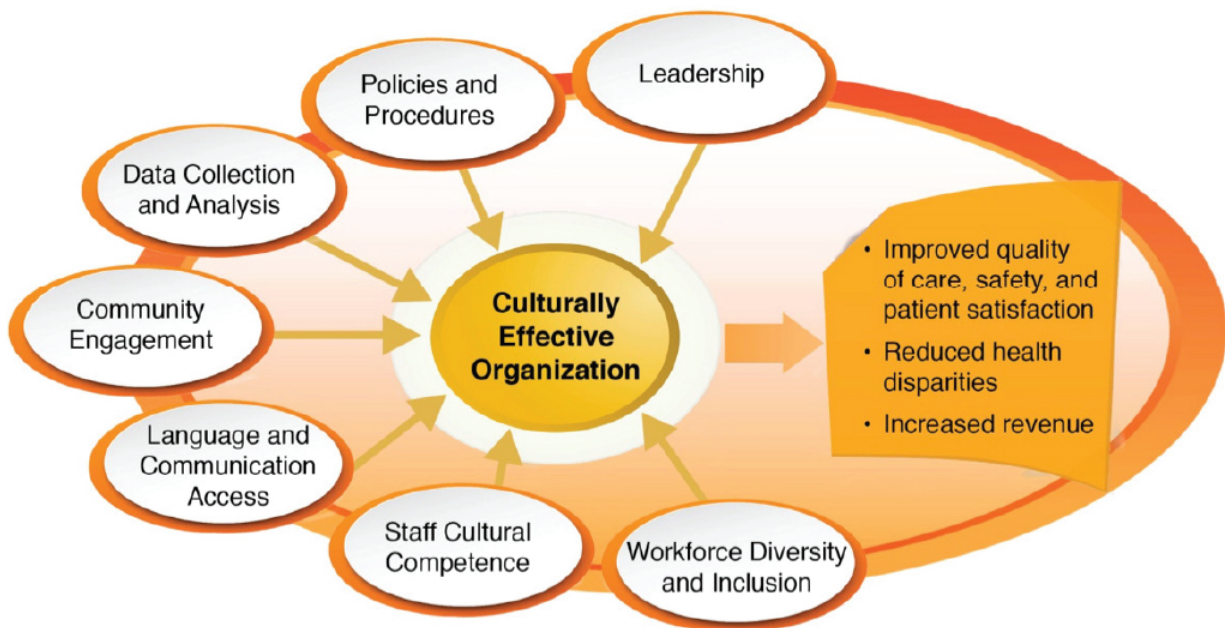 Leadership
Policies and
Procedures
Data Collection
and Analysis
Community
Engagement
Language and
Communication
Access
Staff Cultural
Competence
Workforce Diversity
and Inclusion
Culturally
Effective
Organization
• Improved quality
of care, safety, and
patient satisfaction
• Reduced health
disparities
• Increased revenue